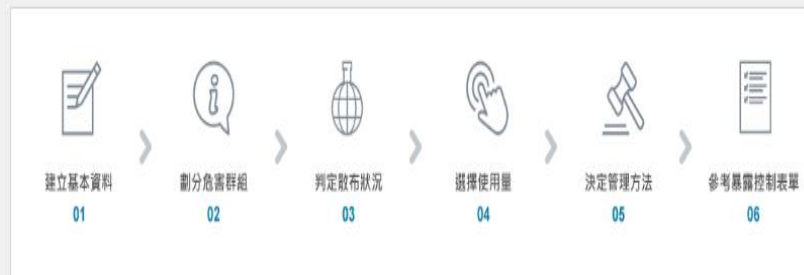 建立基本資料
01
劃分危害群組
02
判定散布狀況
03
選擇使用量
04
決定管理方法
05
參考暴露控制表單
06